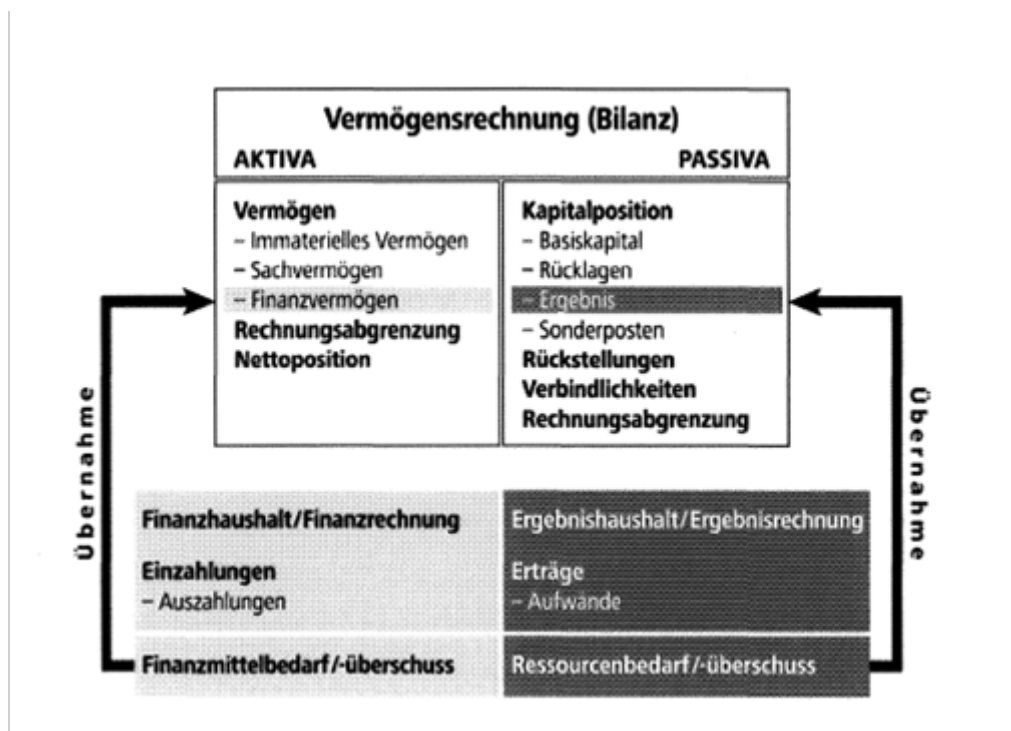 Vermögensrechnung (Bilanz)
AKTIVA
PASSIVA
Vermögen
– Immaterielles Vermögen
– Sachvermögen
– Finanzvermögen
Rechnungsabgrenzung
Nettoposition
Kapitalposition
– Basiskapital
– Rücklagen
– Ergebnis
– Sonderposten
Rückstellungen
Verbindlichkeiten
Rechnungsabgrenzung
Übernahme
Übernahme
Finanzhaushalt/Finanzrechnung
Einzahlungen
– Auszahlungen
Finanzmittelbedarf/-überschuss
Ergebnishaushalt/Ergebnisrechnung
Erträge
– Aufwände
Ressourcenbedarf/-überschuss